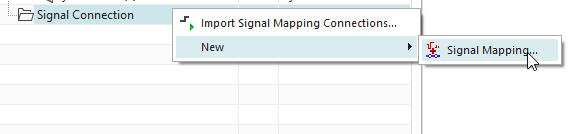 Signal Connection
Import Signal Mapping Connections...
New
Signal Mapping...